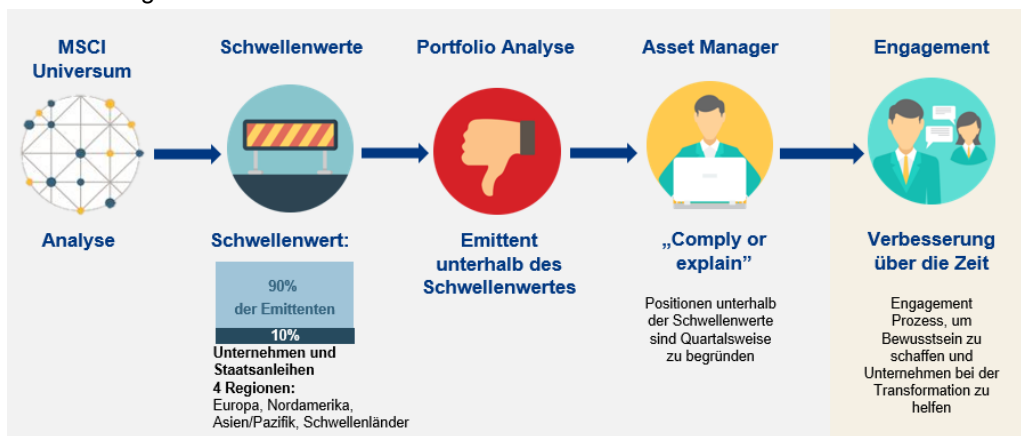 MSCI
Universum
Schwellenwerte
Portfolio Analyse
Asset Manager
Engagement
Analyse
Schwellenwert:
90%
der Emittenten
10%
Unternehmen und
Staatsanleihen
4 Regionen:
Europa, Nordamerika,
Asien/Pazifik, Schwellenländer
Emittent
unterhalb des
Schwellenwertes
„Comply or
explain”
Positionen unterhalb
der Schwellenwerte
sind Quartalsweise
zu begründen
Verbesserung
über die Zeit
Engagement
Prozess, um
Bewusstsein zu
schaffen und
Unternehmen bei der
Transformation zu
helfen